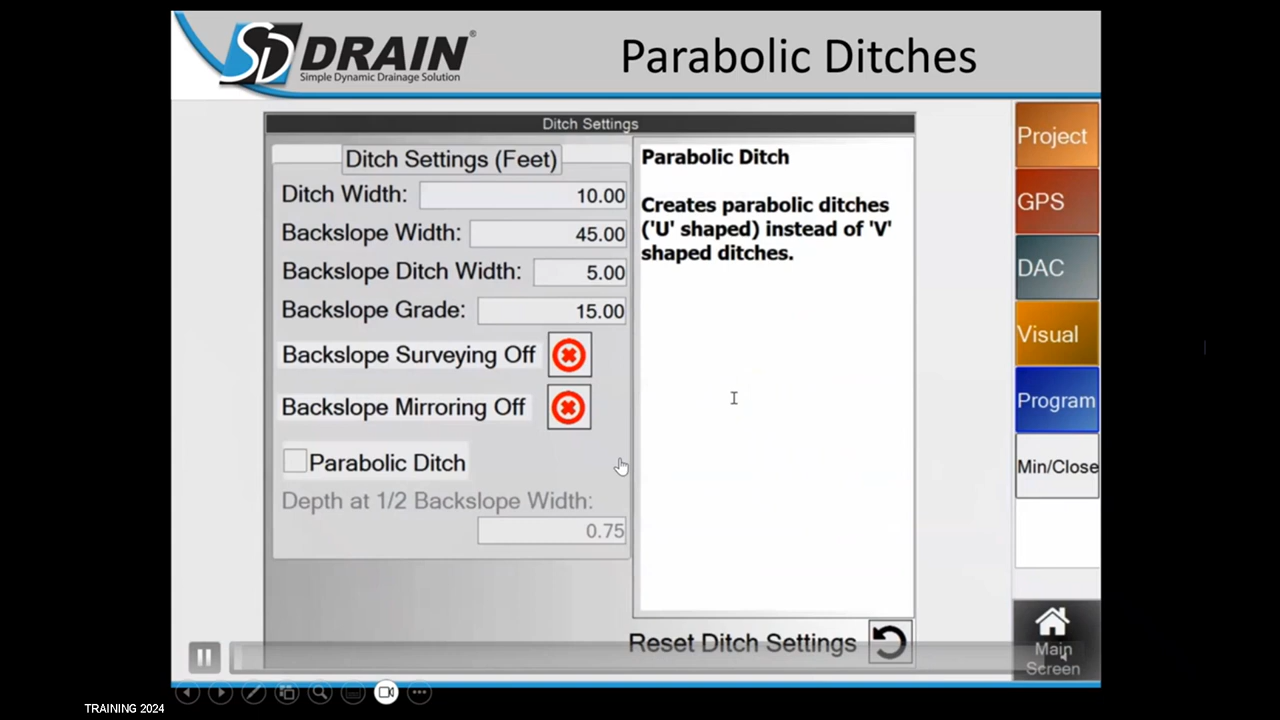 SD DRAIN®
Simple Dynamic Drainage Solution
Parabolic Ditches
Ditch Settings
Ditch Settings (Feet)
Ditch Width: 10.00
Backslope Width: 45.00
Backslope Ditch Width: 5.00
Backslope Grade: 15.00
Backslope Surveying Off
Backslope Mirroring Off
Parabolic Ditch
Depth at 1/2 Backslope Width:
0.75
Parabolic Ditch
Creates parabolic ditches
('U' shaped) instead of 'V'
shaped ditches.
Reset Ditch Settings
Project
GPS
DAC
Visual
Program
Min/Close
Main
Screen
TRAINING 2024